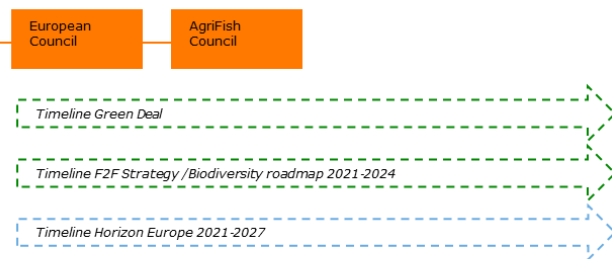 European
Council
AgriFish
Council
Timeline Green Deal
Timeline F2F Strategy /Biodiversity roadmap 2021-2024
Timeline Horizon Europe 2021-2027